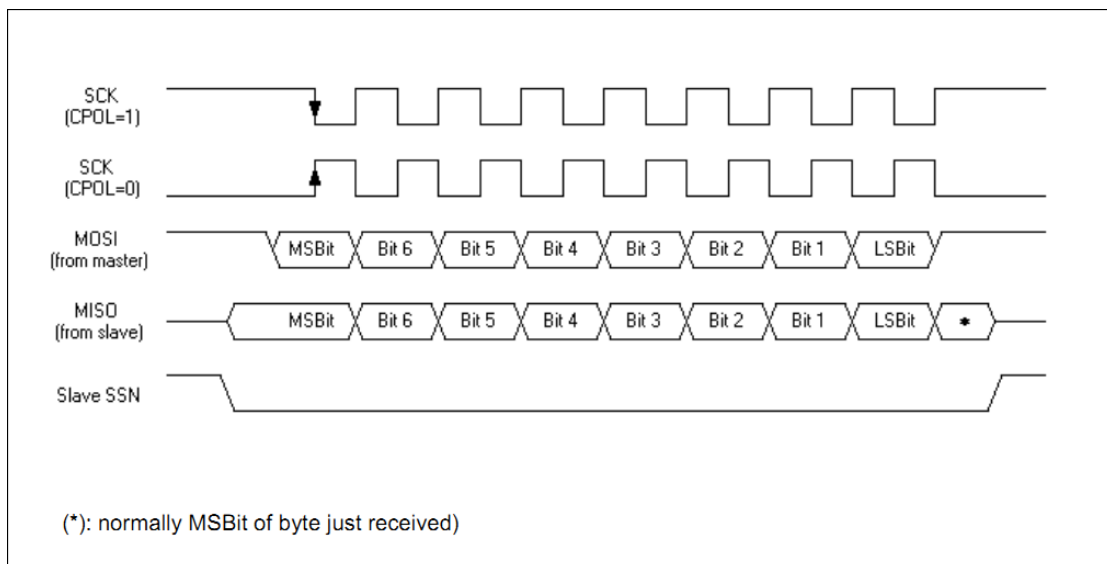 SCK
(CPOL=1)
SCK
(CPOL=0)
MOSI
(from master)
MSBit Bit 6 Bit 5 Bit 4 Bit 3 Bit 2 Bit 1 LSBit
MISO
(from slave)
MSBit Bit 6 Bit 5 Bit 4 Bit 3 Bit 2 Bit 1 LSBit *
Slave SSN
(*): normally MSBit of byte just received)